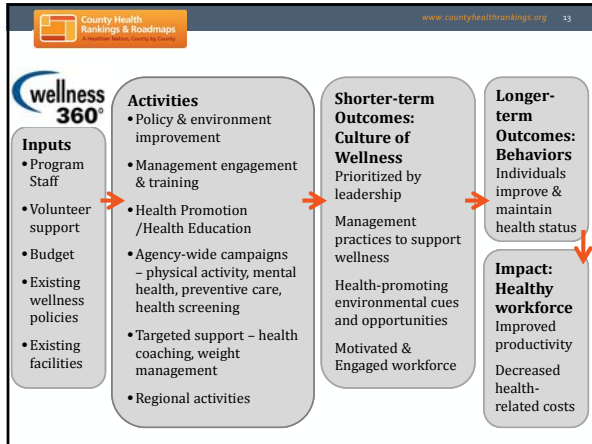 County Health
Rankings & Roadmaps
A Healthier Nation, County by County
www.countyhealthrankings.org 13
wellness
360°
Inputs
• Program
Staff
• Volunteer
support
• Budget
• Existing
wellness
policies
• Existing
facilities
Activities
• Policy & environment
improvement
• Management engagement
& training
• Health Promotion
/Health Education
• Agency-wide campaigns
– physical activity, mental
health, preventive care,
health screening
• Targeted support – health
coaching, weight
management
• Regional activities
Shorter-term
Outcomes:
Culture of
Wellness
Prioritized by
leadership
Management
practices to support
wellness
Health-promoting
environmental cues
and opportunities
Motivated &
Engaged workforce
Longer-
term
Outcomes:
Behaviors
Individuals
improve &
maintain
health status
Impact:
Healthy
workforce
Improved
productivity
Decreased
health-
related costs